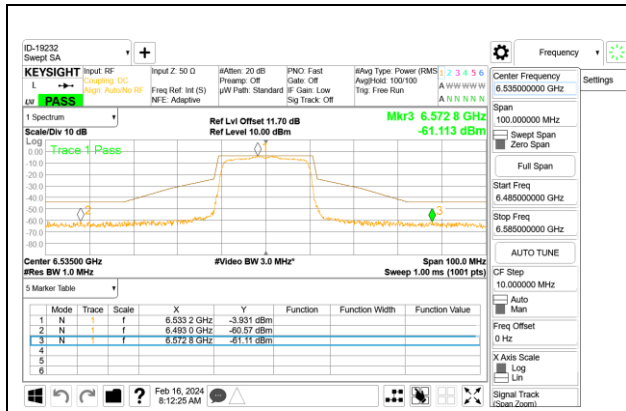 ID-19232
Swept SA
Frequency
KEYSIGHT
Input: RF
Coupling: DC
Align: Auto/No RF
Input Z: 50 Ω
Freq Ref: Int (S)
NFE: Adaptive
#Atten: 20 dB
Preamp: Off
µW Path: Standard
PNO: Fast
Gate: Off
IF Gain: Low
Sig Track: Off
#Avg Type: Power (RMS
Avg|Hold: 100/100
Trig: Free Run
1 2 3 4 5 6
A W W W W W
A N N N N N
L
PASS
1 Spectrum
Scale/Div 10 dB
Ref Lvl Offset 11.70 dB
Ref Level 10.00 dBm
Mkr3 6.572 8 GHz
-61.113 dBm
Log
Trace 1 Pass
0.00
-10.0
-20.0
-30.0
-40.0
-50.0
-60.0
-70.0
-80.0
1
2
3
Center 6.53500 GHz
#Video BW 3.0 MHz*
Span 100.0 MHz
#Res BW 1.0 MHz
Sweep 1.00 ms (1001 pts)
5 Marker Table
Mode Trace Scale X Y Function Function Width Function Value
1 N 1 f 6.533 2 GHz -3.931 dBm
2 N 1 f 6.493 0 GHz -60.57 dBm
3 N 1 f 6.572 8 GHz -61.11 dBm
4
5
6
Feb 16, 2024
8:12:25 AM
Center Frequency
6.535000000 GHz
Settings
Span
100.000000 MHz
Swept Span
Zero Span
Full Span
Start Freq
6.485000000 GHz
Stop Freq
6.585000000 GHz
AUTO TUNE
CF Step
10.000000 MHz
Auto
Man
Freq Offset
0 Hz
X Axis Scale
Log
Lin
Signal Track
(Span Zoom)